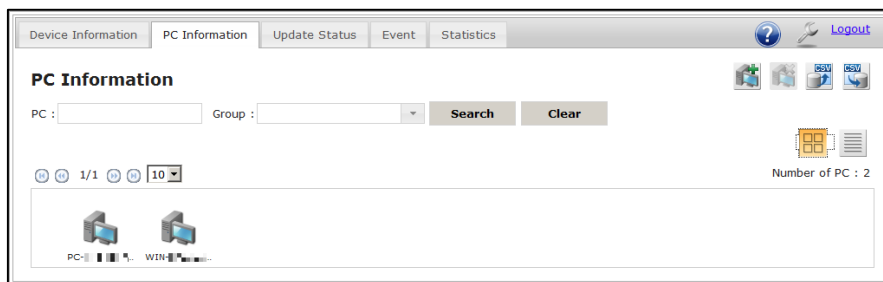 Device Information PC Information Update Status Event Statistics Logout
PC Information
CSV CSV
PC : Group : Search Clear
1/1 10 Number of PC : 2
PC- WIN-